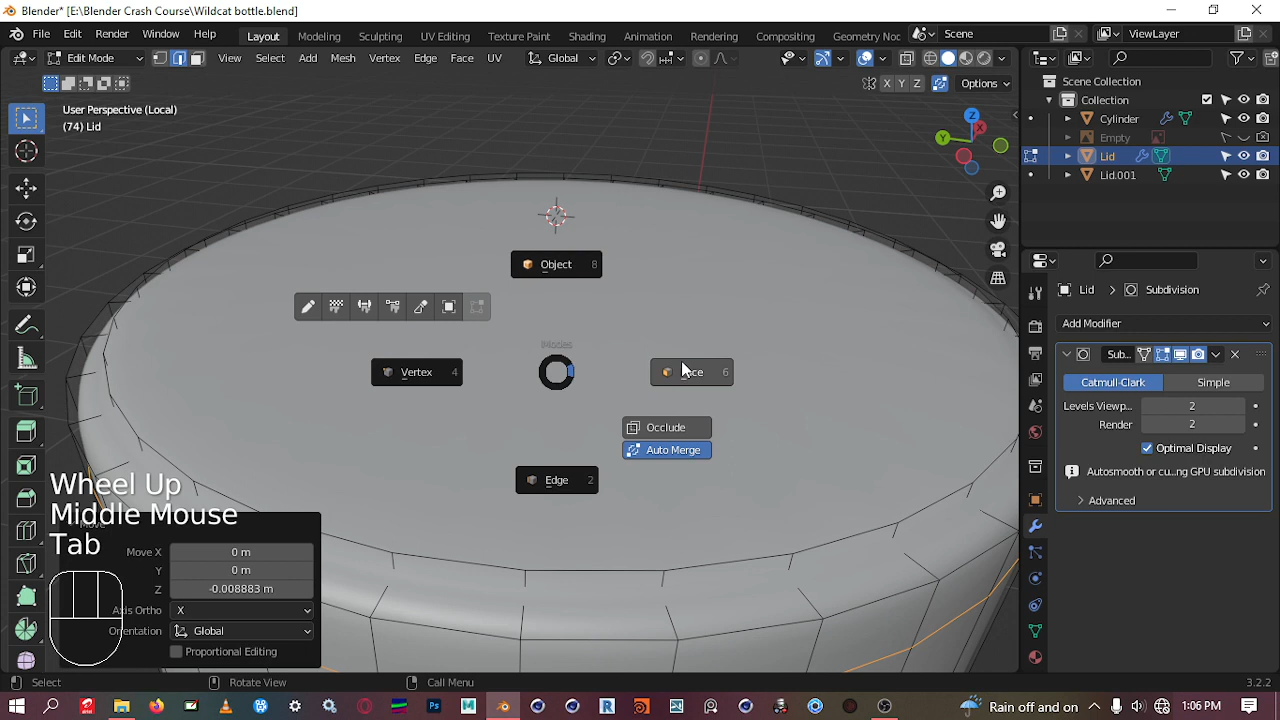 Blender* [E:\Blender Crash Course\Wildcat bottle.blend]
File Edit Render Window Help Layout Modeling Sculpting UV Editing Texture Paint Shading Animation Rendering Compositing Geometry Noc Scene ViewLayer
Edit Mode View Select Add Mesh Vertex Edge Face UV Global
X Y Z Options
User Perspective (Local)
(74) Lid
Z
Y
X
Object 8
Modes
Vertex 4
6
Occlude
Auto Merge
Edge 2
Wheel Up
Middle Mouse
Tab
Move X 0 m
Y 0 m
Z -0.008883 m
Axis Ortho X
Orientation Global
Proportional Editing
Scene Collection
Collection
Cylinder
Empty
Lid
Lid.001
Lid Subdivision
Add Modifier
Sub..
Catmull-Clark Simple
Levels Viewp... 2
Render 2
Optimal Display
Autosmooth or cu...ng GPU subdivision
Advanced
Select Rotate View Call Menu 3.2.2
Rain off and on 1:06 PM